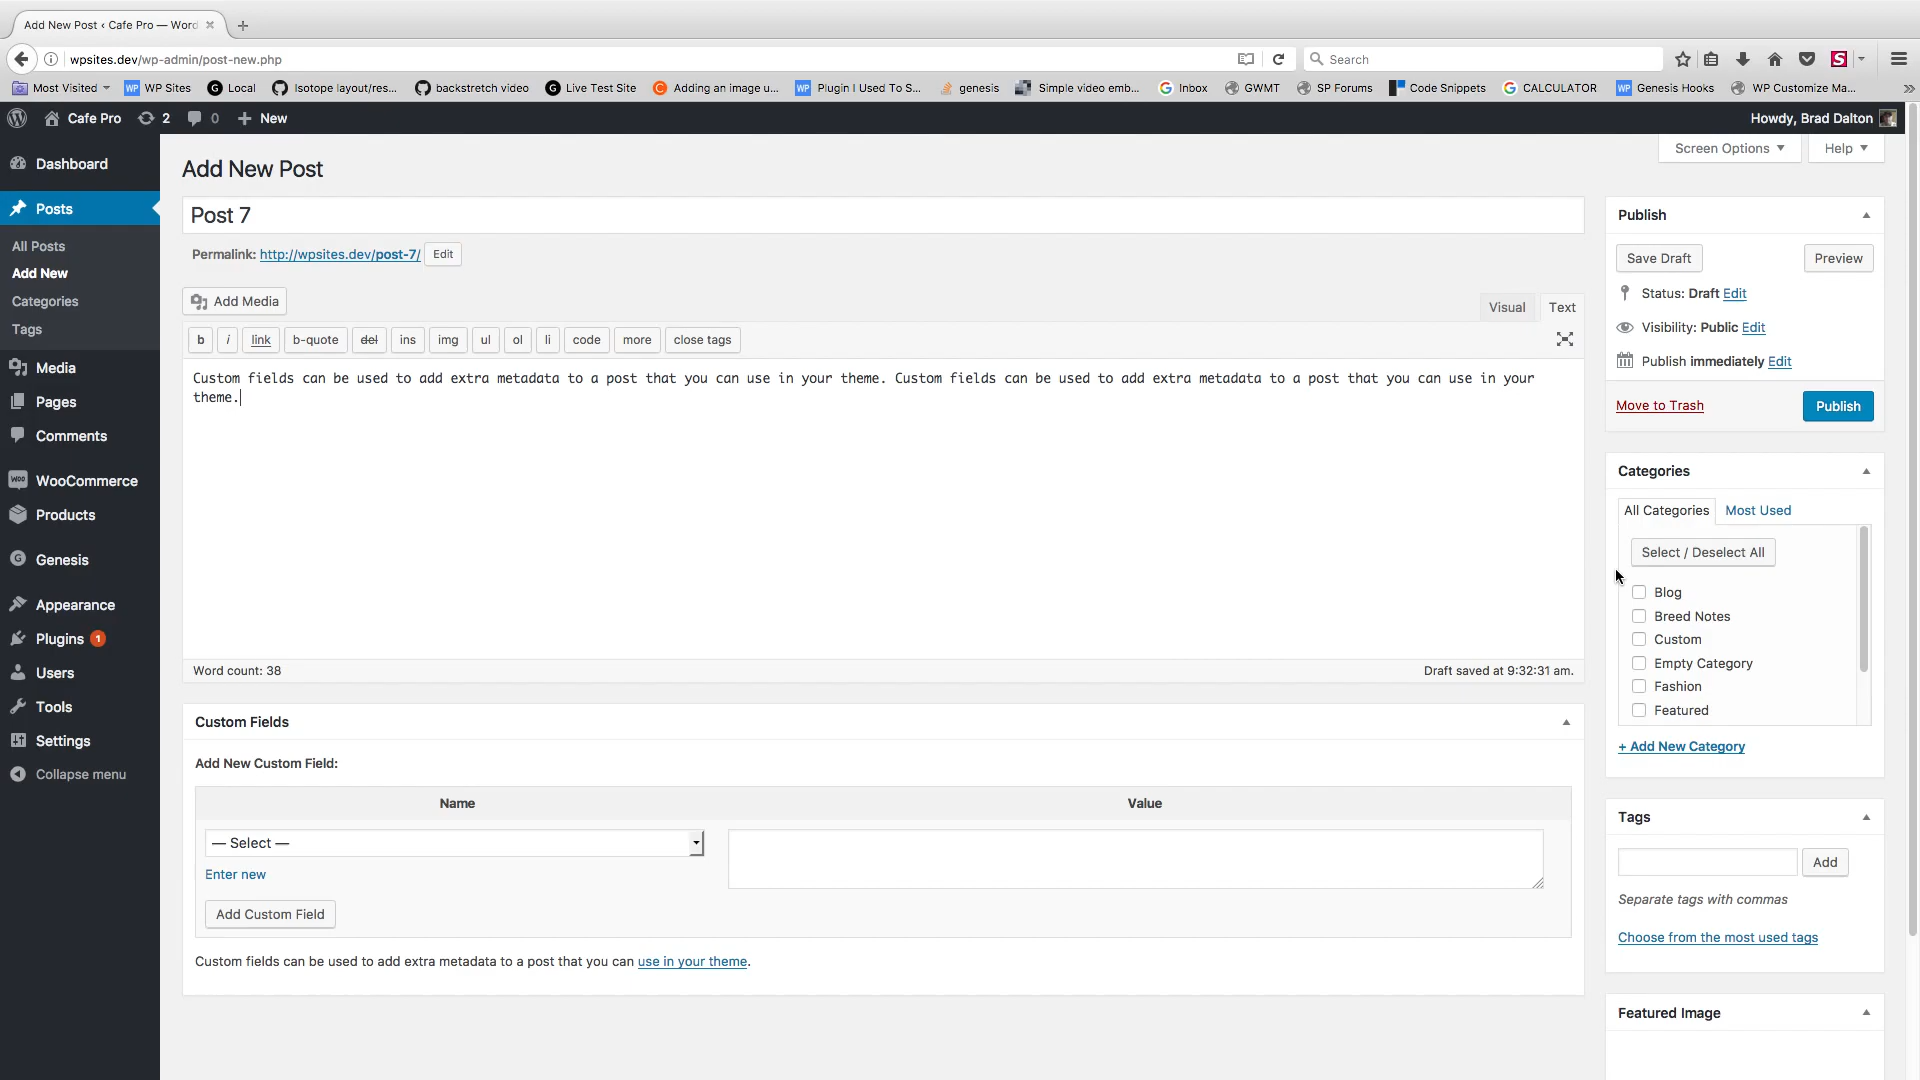 Add New Post ‹ Cafe Pro — Word
wpsites.dev/wp-admin/post-new.php
Search
Most Visited
WP Sites
Local
Isotope layout/res...
backstretch video
Live Test Site
Adding an image u...
Plugin I Used To S...
genesis
Simple video emb...
Inbox
GWMT
SP Forums
Code Snippets
CALCULATOR
Genesis Hooks
WP Customize Ma...
Cafe Pro
2
0
+ New
Howdy, Brad Dalton
Dashboard
Posts
All Posts
Add New
Categories
Tags
Media
Pages
Comments
WooCommerce
Products
Genesis
Appearance
Plugins 1
Users
Tools
Settings
Collapse menu
Screen Options
Help
Add New Post
Post 7
Permalink: http://wpsites.dev/post-7/ Edit
Add Media
Visual
Text
b
i
link
b-quote
del
ins
img
ul
ol
li
code
more
close tags
Custom fields can be used to add extra metadata to a post that you can use in your theme. Custom fields can be used to add extra metadata to a post that you can use in your
theme.
Word count: 38
Draft saved at 9:32:31 am.
Custom Fields
Add New Custom Field:
Name
Value
— Select —
Enter new
Add Custom Field
Custom fields can be used to add extra metadata to a post that you can use in your theme.
Publish
Save Draft
Preview
Status: Draft Edit
Visibility: Public Edit
Publish immediately Edit
Move to Trash
Publish
Categories
All Categories
Most Used
Select / Deselect All
Blog
Breed Notes
Custom
Empty Category
Fashion
Featured
+ Add New Category
Tags
Add
Separate tags with commas
Choose from the most used tags
Featured Image